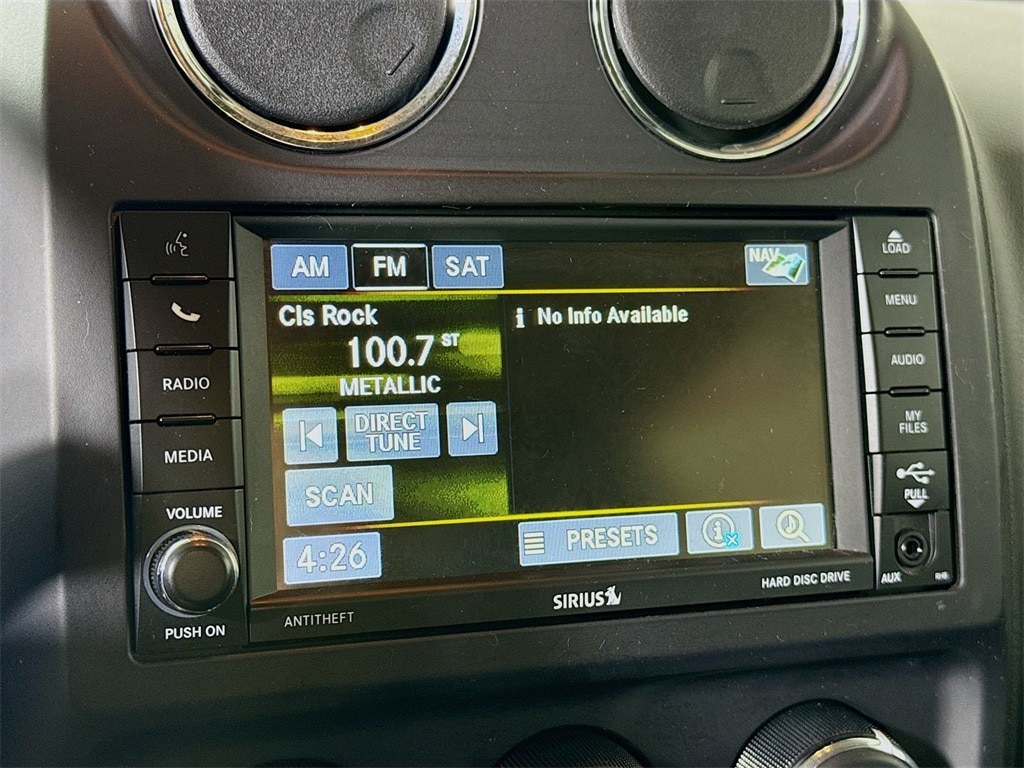 AM FM SAT NAV
Cls Rock
100.7 ST
METALLIC
DIRECT
TUNE
SCAN
4:26
i No Info Available
PRESETS
i x
RADIO
MEDIA
VOLUME
PUSH ON
LOAD
MENU
AUDIO
MY
FILES
PULL
AUX
RHB
ANTITHEFT
SIRIUS
HARD DISC DRIVE